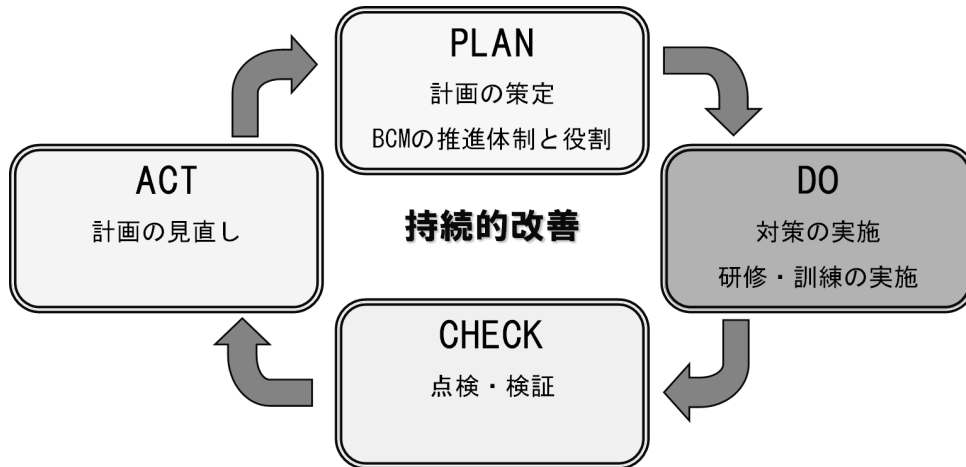 PLAN
計画の策定
BCMの推進体制と役割
ACT
計画の見直し
持続的改善
DO
対策の実施
研修・訓練の実施
CHECK
点検・検証